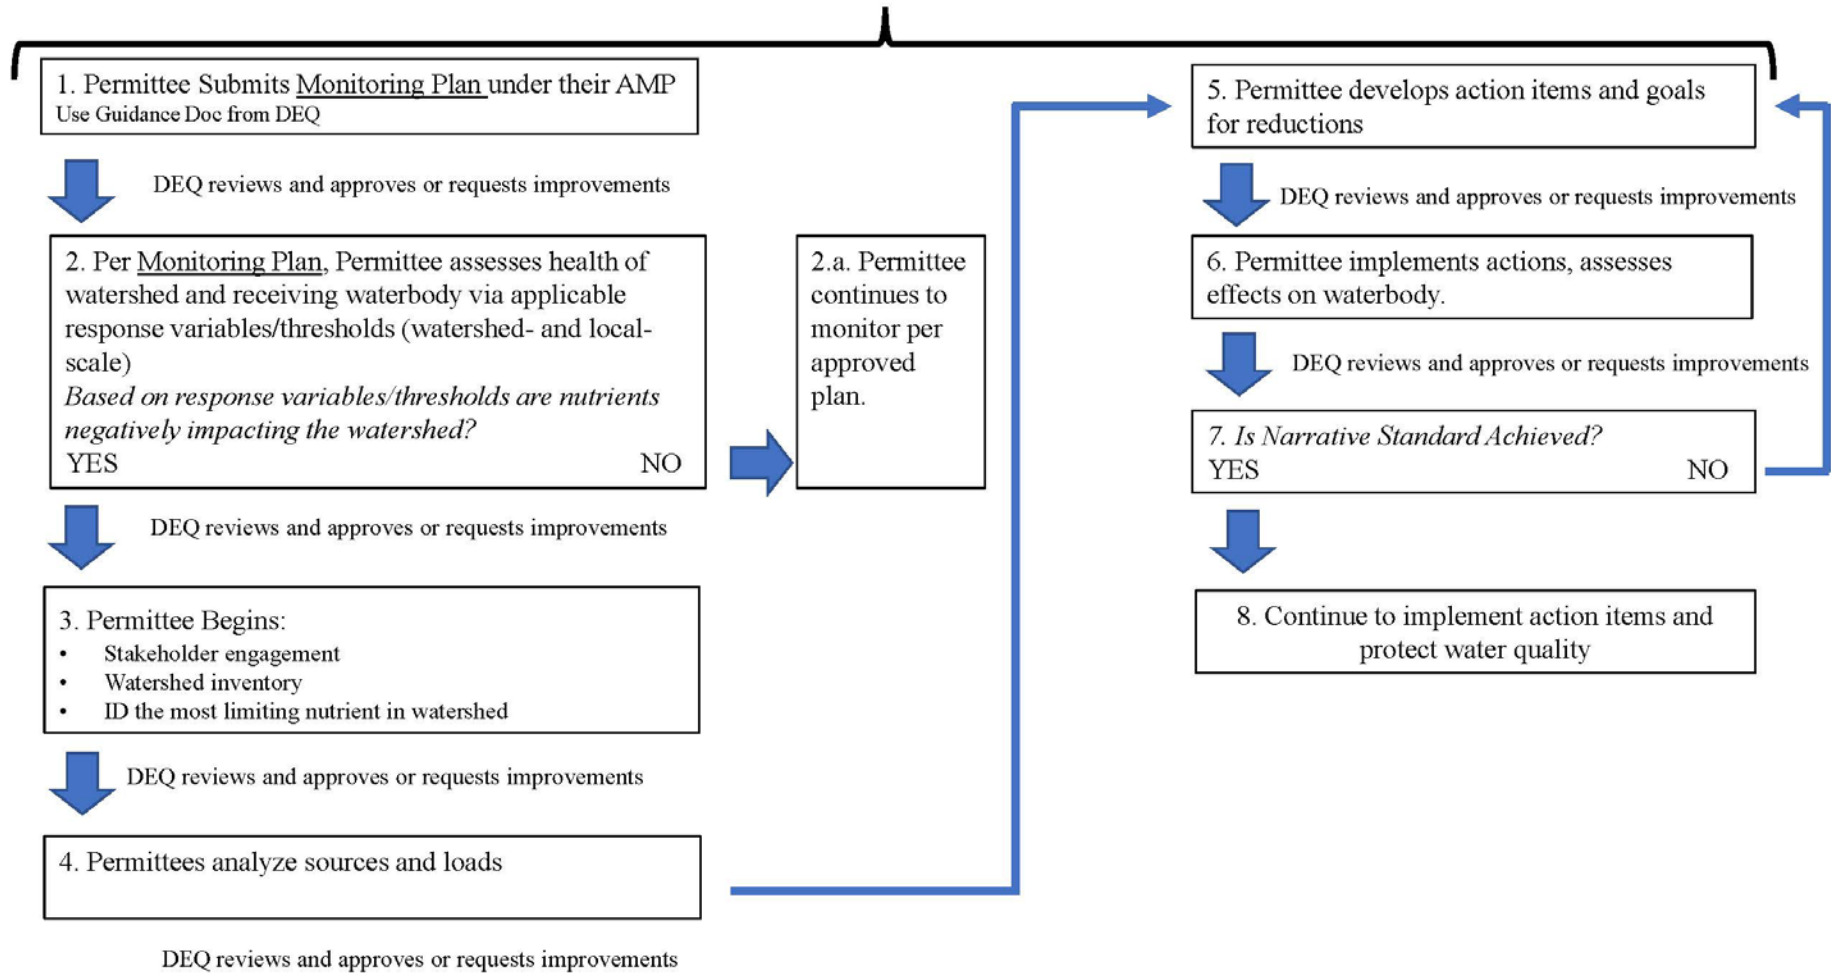 1. Permittee Submits Monitoring Plan under their AMP
Use Guidance Doc from DEQ
DEQ reviews and approves or requests improvements
2. Per Monitoring Plan, Permittee assesses health of
watershed and receiving waterbody via applicable
response variables/thresholds (watershed- and local-
scale)
Based on response variables/thresholds are nutrients
negatively impacting the watershed?
YES NO
2.a. Permittee
continues to
monitor per
approved
plan.
DEQ reviews and approves or requests improvements
3. Permittee Begins:
• Stakeholder engagement
• Watershed inventory
• ID the most limiting nutrient in watershed
DEQ reviews and approves or requests improvements
4. Permittees analyze sources and loads
DEQ reviews and approves or requests improvements
5. Permittee develops action items and goals
for reductions
DEQ reviews and approves or requests improvements
6. Permittee implements actions, assesses
effects on waterbody.
DEQ reviews and approves or requests improvements
7. Is Narrative Standard Achieved?
YES NO
8. Continue to implement action items and
protect water quality